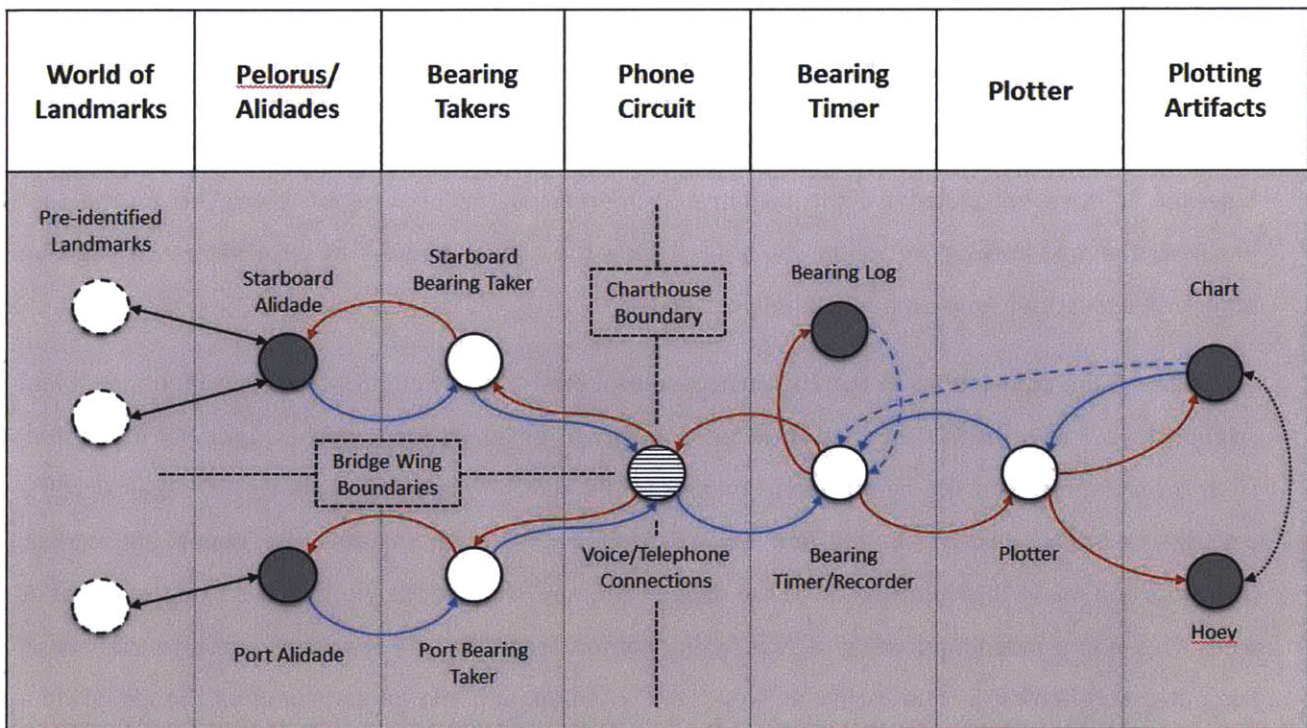 World of
Landmarks
Pelorus/
Alidades
Bearing
Takers
Phone
Circuit
Bearing
Timer
Plotter
Plotting
Artifacts
Pre-identified
Landmarks
Starboard
Alidade
Starboard
Bearing Taker
Charthouse
Boundary
Bearing Log
Chart
Bridge Wing
Boundaries
Voice/Telephone
Connections
Bearing
Timer/Recorder
Plotter
Hoey
Port Alidade
Port Bearing
Taker